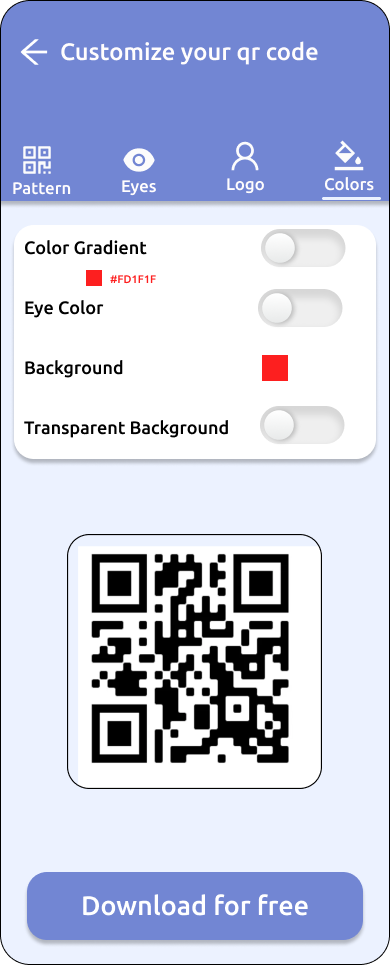 Customize your qr code
Pattern
Eyes
Logo
Colors
Color Gradient
#FD1F1F
Eye Color
Background
Transparent Background
Download for free